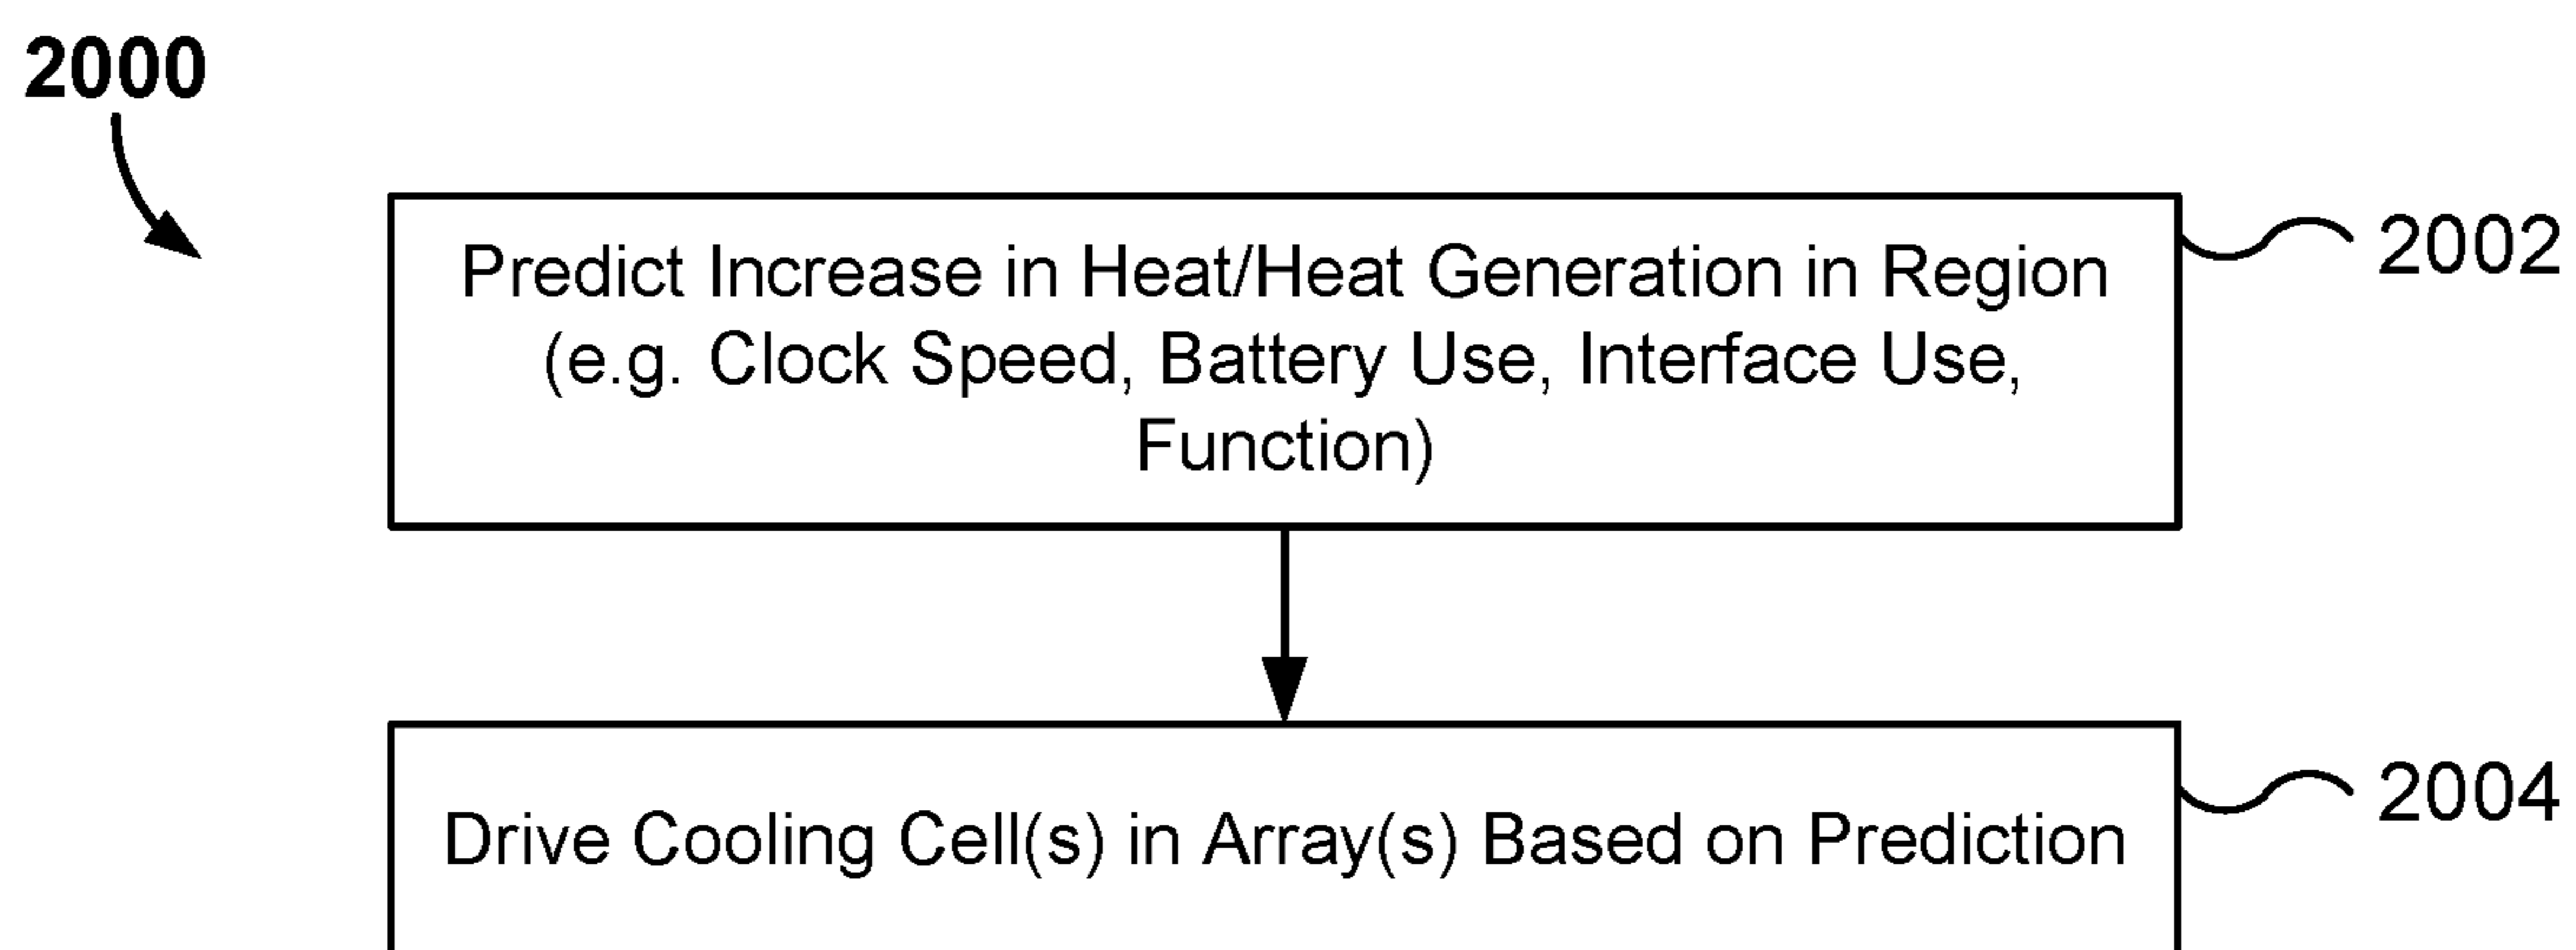 2000
Predict Increase in Heat/Heat Generation in Region
(e.g. Clock Speed, Battery Use, Interface Use,
Function)
2002
Drive Cooling Cell(s) in Array(s) Based on Prediction
2004